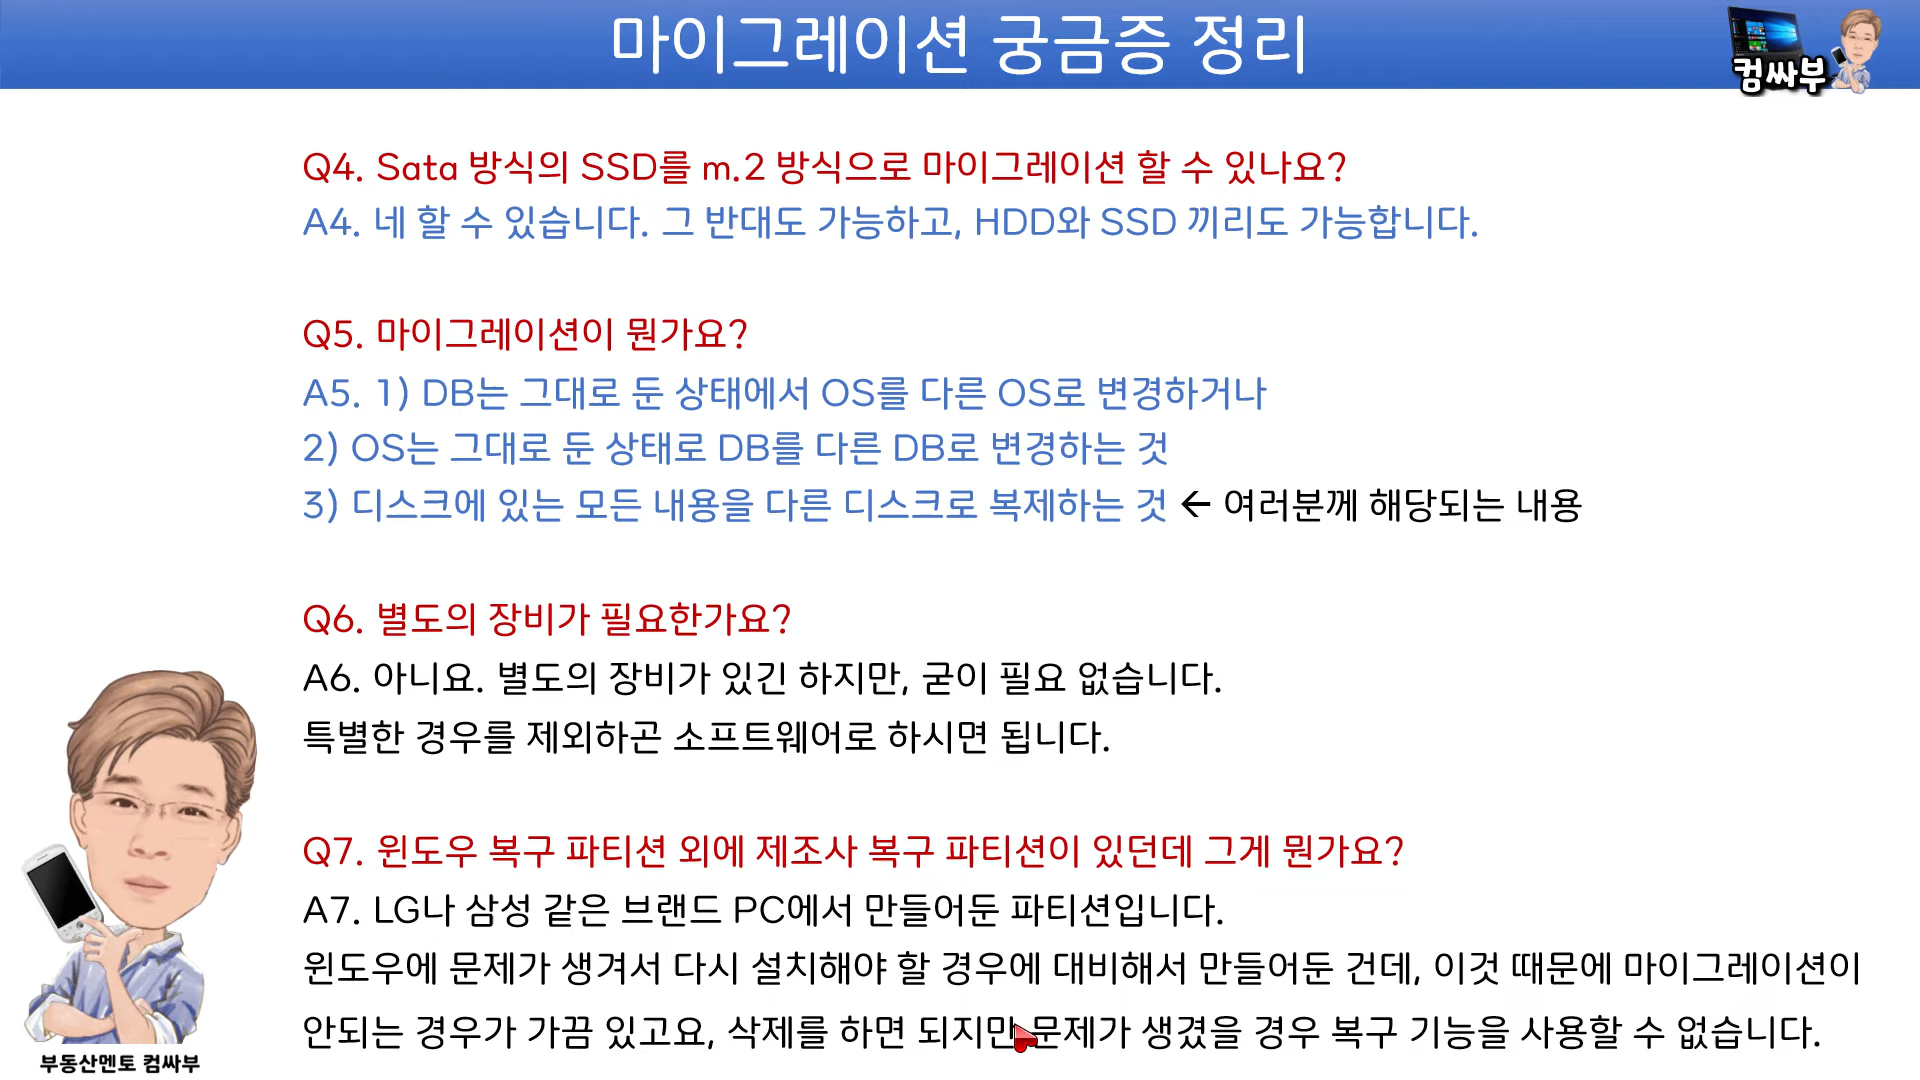 마이그레이션 궁금증 정리
컴싸부
Q4. Sata 방식의 SSD를 m.2 방식으로 마이그레이션 할 수 있나요?
A4. 네 할 수 있습니다. 그 반대도 가능하고, HDD와 SSD 끼리도 가능합니다.
Q5. 마이그레이션이 뭔가요?
A5. 1) DB는 그대로 둔 상태에서 OS를 다른 OS로 변경하거나
2) OS는 그대로 둔 상태로 DB를 다른 DB로 변경하는 것
3) 디스크에 있는 모든 내용을 다른 디스크로 복제하는 것 ← 여러분께 해당되는 내용
Q6. 별도의 장비가 필요한가요?
A6. 아니요. 별도의 장비가 있긴 하지만, 굳이 필요 없습니다.
특별한 경우를 제외하곤 소프트웨어로 하시면 됩니다.
Q7. 윈도우 복구 파티션 외에 제조사 복구 파티션이 있던데 그게 뭔가요?
A7. LG나 삼성 같은 브랜드 PC에서 만들어둔 파티션입니다.
윈도우에 문제가 생겨서 다시 설치해야 할 경우에 대비해서 만들어둔 건데, 이것 때문에 마이그레이션이
안되는 경우가 가끔 있고요, 삭제를 하면 되지만 문제가 생겼을 경우 복구 기능을 사용할 수 없습니다.
부동산멘토 컴싸부